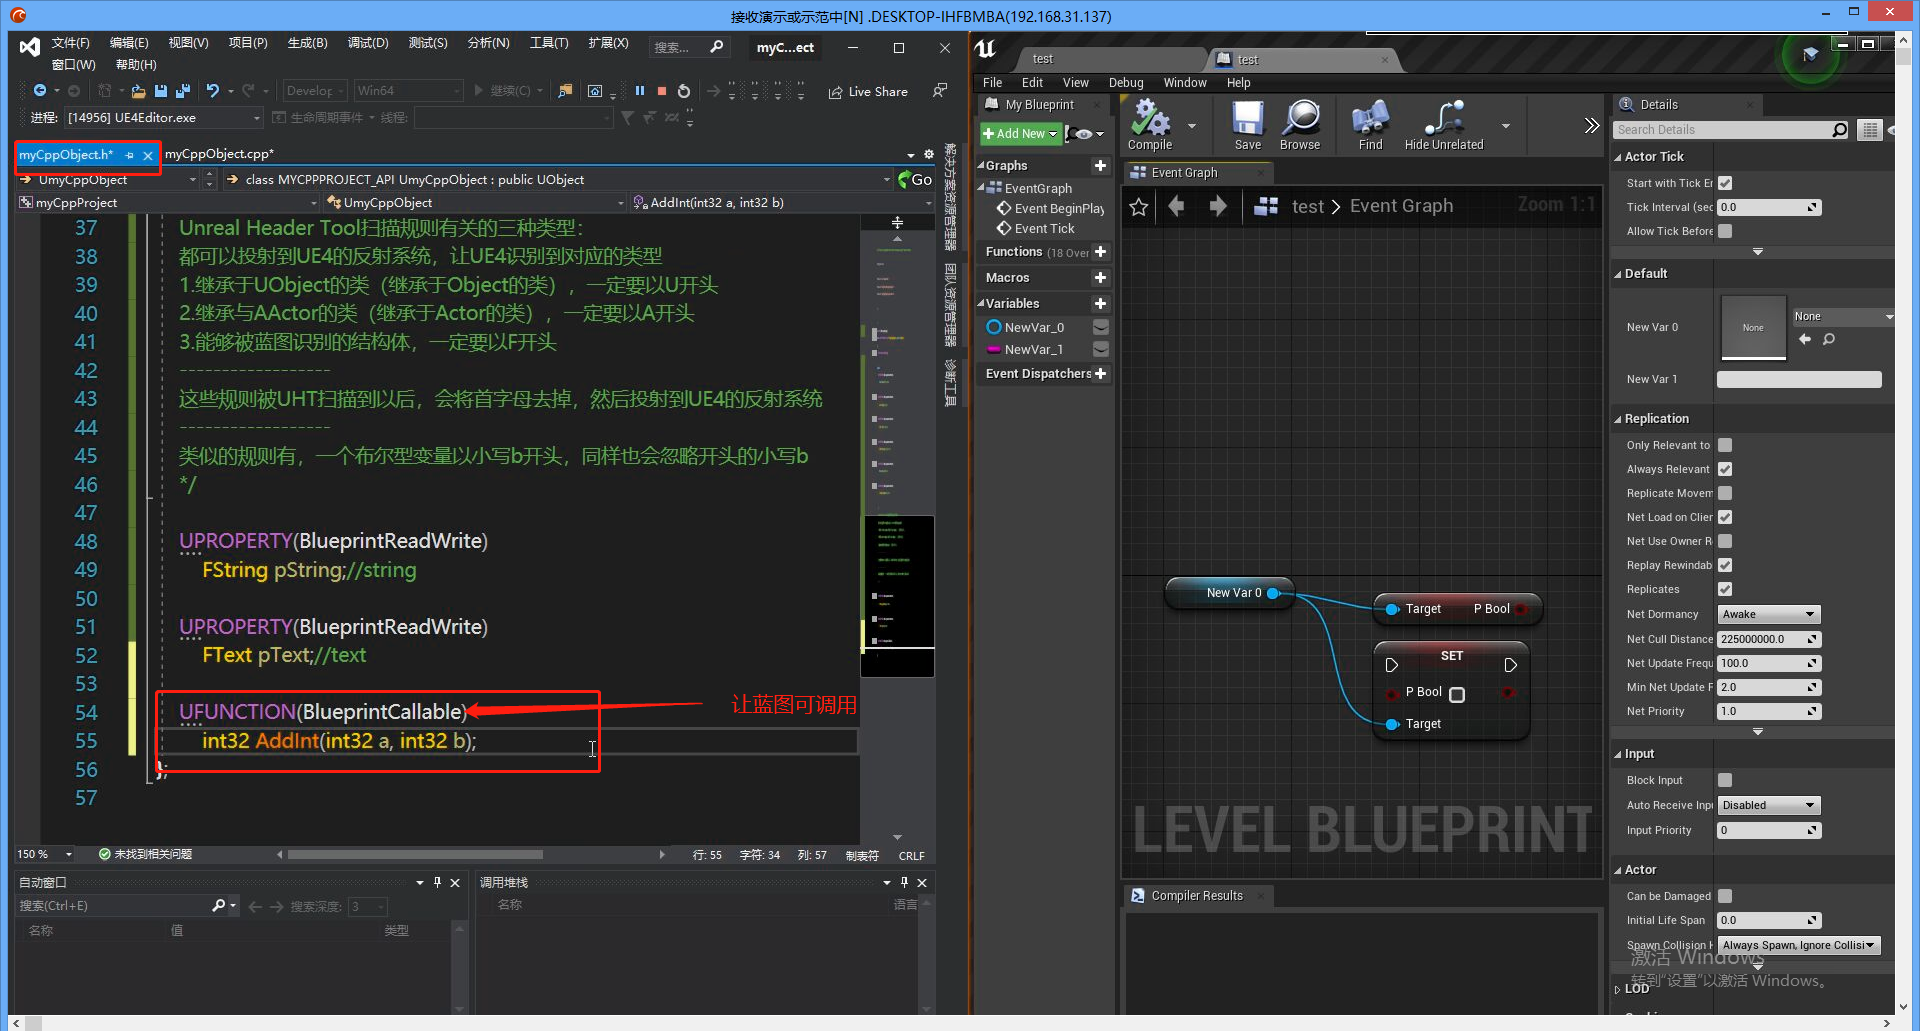 接收演示或示范中[N] .DESKTOP-IHFBMBA(192.168.31.137)
文件(F) 编辑(E) 视图(V) 项目(P) 生成(B) 调试(D) 测试(S) 分析(N) 工具(T) 扩展(X) 搜索... myC...ect
窗口(W) 帮助(H)
Develop Win64 继续(C) Live Share
进程: [14956] UE4Editor.exe 生命周期事件 线程:
myCppObject.h* myCppObject.cpp*
UmyCppObject class MYCPPPROJECT_API UmyCppObject : public UObject Go
myCppProject UmyCppObject AddInt(int32 a, int32 b)
37 Unreal Header Tool扫描规则有关的三种类型：
38 都可以投射到UE4的反射系统，让UE4识别到对应的类型
39 1.继承于UObject的类（继承于Object的类），一定要以U开头
40 2.继承与AActor的类（继承于Actor的类），一定要以A开头
41 3.能够被蓝图识别的结构体，一定要以F开头
42 -----------------
43 这些规则被UHT扫描到以后，会将首字母去掉，然后投射到UE4的反射系统
44 -----------------
45 类似的规则有，一个布尔型变量以小写b开头，同样也会忽略开头的小写b
46 */
47
48 UPROPERTY(BlueprintReadWrite)
49 FString pString;//string
50
51 UPROPERTY(BlueprintReadWrite)
52 FText pText;//text
53
54 UFUNCTION(BlueprintCallable) 让蓝图可调用
55 int32 AddInt(int32 a, int32 b);
56 };
57
150 % 未找到相关问题 行: 55 字符: 34 列: 57 制表符 CRLF
自动窗口
搜索(Ctrl+E) 搜索深度: 3
名称 值 类型
调用堆栈
名称 语言
解决方案资源管理器
团队资源管理器
诊断工具
test test
File Edit View Debug Window Help
My Blueprint
Add New
Graphs
EventGraph
Event BeginPlay
Event Tick
Functions (18 Over
Macros
Variables
NewVar_0
NewVar_1
Event Dispatchers
Compile Save Browse Find Hide Unrelated
Event Graph
test > Event Graph Zoom 1:1
New Var 0
Target P Bool
SET
P Bool
Target
LEVEL BLUEPRINT
Compiler Results
Details
Search Details
Actor Tick
Start with Tick En
Tick Interval (sec 0.0
Allow Tick Before
Default
New Var 0 None None
New Var 1
Replication
Only Relevant to
Always Relevant
Replicate Movem
Net Load on Clien
Net Use Owner R
Replay Rewindab
Replicates
Net Dormancy Awake
Net Cull Distance 225000000.0
Net Update Frequ 100.0
Min Net Update F 2.0
Net Priority 1.0
Input
Block Input
Auto Receive Inpu Disabled
Input Priority 0
Actor
Can be Damaged
Initial Life Span 0.0
Spawn Collision H Always Spawn, Ignore Collisi
LOD
激活 Windows
转到“设置”以激活 Windows。